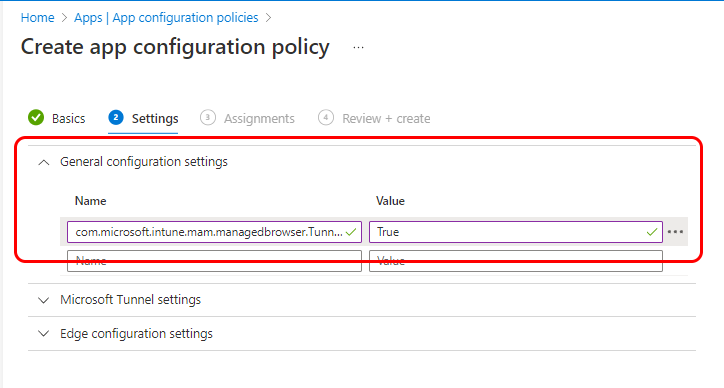 Home > Apps | App configuration policies >
Create app configuration policy ...
Basics 2 Settings 3 Assignments 4 Review + create
General configuration settings
Name Value
com.microsoft.intune.mam.managedbrowser.Tunn... True ...
Name Value
Microsoft Tunnel settings
Edge configuration settings